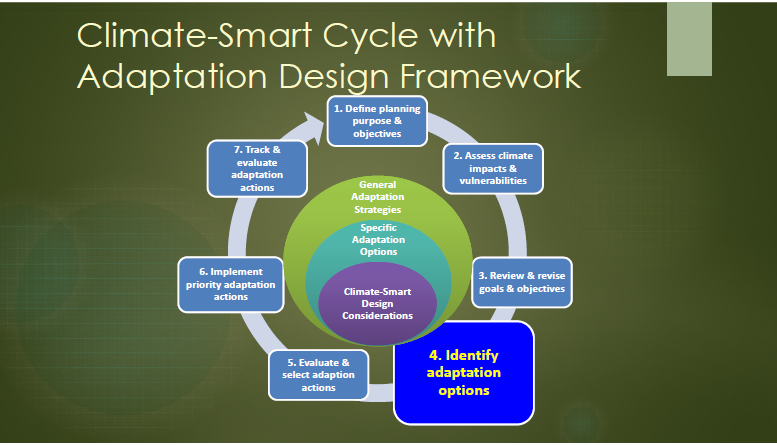 Climate-Smart Cycle with
Adaptation Design Framework
1. Define planning
purpose &
objectives
2. Assess climate
impacts &
vulnerabilities
3. Review & revise
goals & objectives
4. Identify
adaptation
options
5. Evaluate &
select adaption
actions
6. Implement
priority adaptation
actions
7. Track &
evaluate
adaptation
actions
General
Adaptation
Strategies
Specific
Adaptation
Options
Climate-Smart
Design
Considerations